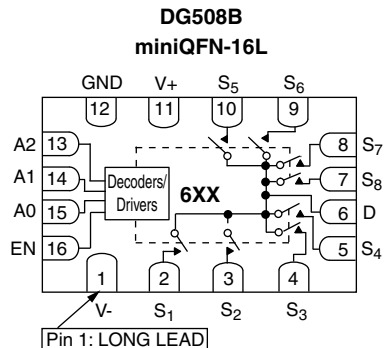 DG508B
miniQFN-16L
GND V+ S5 S6
12 11 10 9
A2 13 8 S7
A1 14 7 S8
Decoders/
Drivers
6XX
A0 15 6 D
EN 16 5 S4
1 2 3 4
V- S1 S2 S3
Pin 1: LONG LEAD